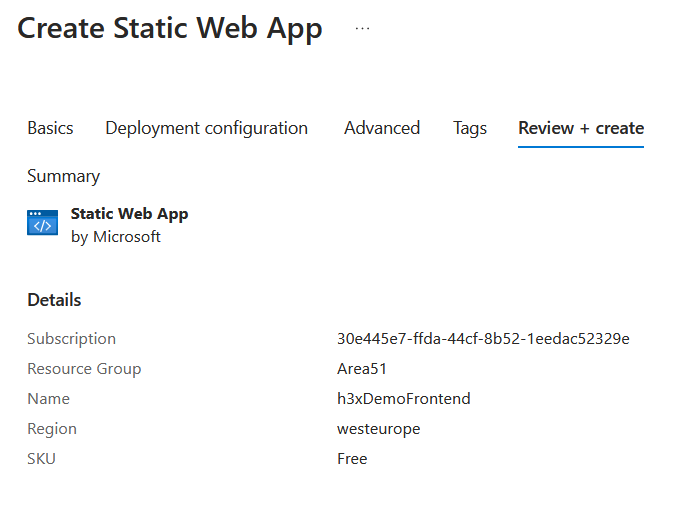 Create Static Web App ...
Basics Deployment configuration Advanced Tags Review + create
Summary
Static Web App
by Microsoft
Details
Subscription 30e445e7-ffda-44cf-8b52-1eedac52329e
Resource Group Area51
Name h3xDemoFrontend
Region westeurope
SKU Free